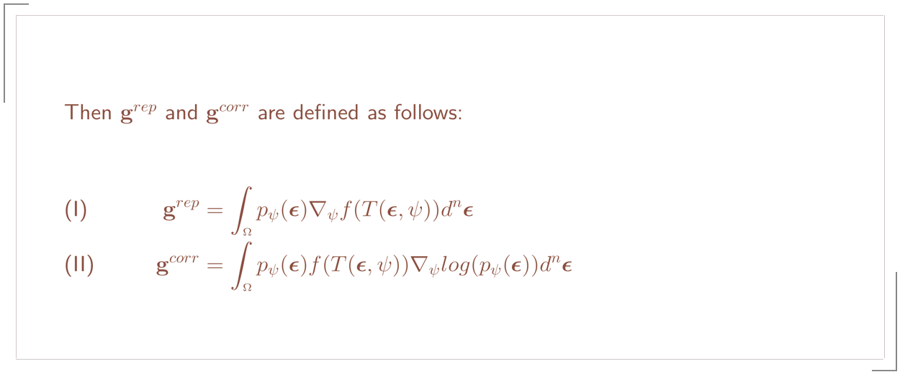 Then $\mathbf{g}^{rep}$ and $\mathbf{g}^{corr}$ are defined as follows:
(I) $\mathbf{g}^{rep} = \int_{\Omega} p_{\psi}(\boldsymbol{\epsilon}) \nabla_{\psi} f(T(\boldsymbol{\epsilon}, \psi)) d^n \boldsymbol{\epsilon}$
(II) $\mathbf{g}^{corr} = \int_{\Omega} p_{\psi}(\boldsymbol{\epsilon}) f(T(\boldsymbol{\epsilon}, \psi)) \nabla_{\psi} log(p_{\psi}(\boldsymbol{\epsilon})) d^n \boldsymbol{\epsilon}$